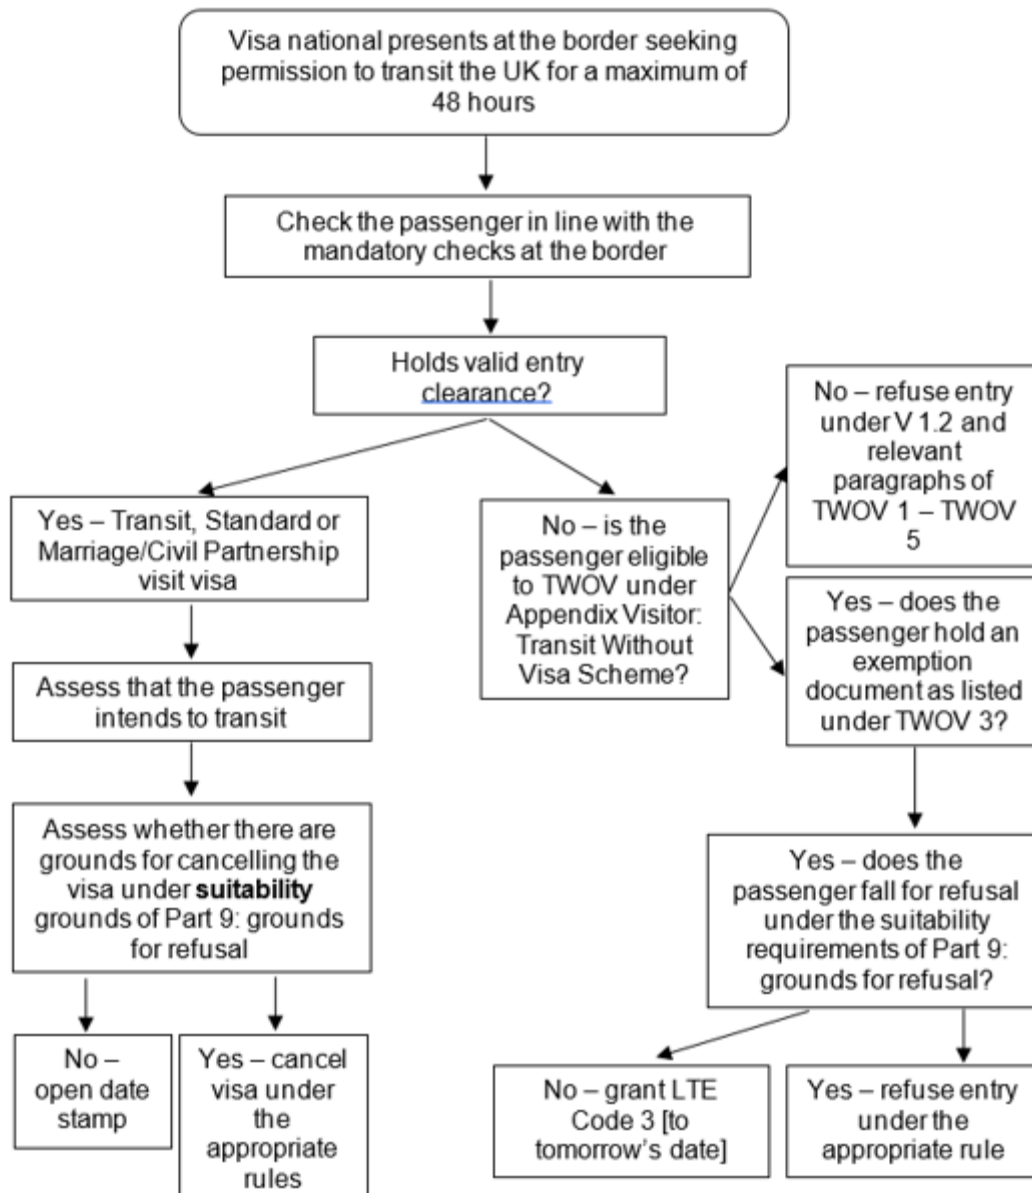 Visa national presents at the border seeking
permission to transit the UK for a maximum of
48 hours
Check the passenger in line with the
mandatory checks at the border
Holds valid entry
clearance?
Yes – Transit, Standard or
Marriage/Civil Partnership
visit visa
No – is the
passenger eligible
to TWOV under
Appendix Visitor:
Transit Without
Visa Scheme?
No – refuse entry
under V 1.2 and
relevant
paragraphs of
TWOV 1 – TWOV
5
Yes – does the
passenger hold an
exemption
document as listed
under TWOV 3?
Assess that the passenger
intends to transit
Assess whether there are
grounds for cancelling the
visa under suitability
grounds of Part 9: grounds
for refusal
Yes – does the
passenger fall for refusal
under the suitability
requirements of Part 9:
grounds for refusal?
No –
open date
stamp
Yes – cancel
visa under
the
appropriate
rules
No – grant LTE
Code 3 [to
tomorrow's date]
Yes – refuse entry
under the
appropriate rule